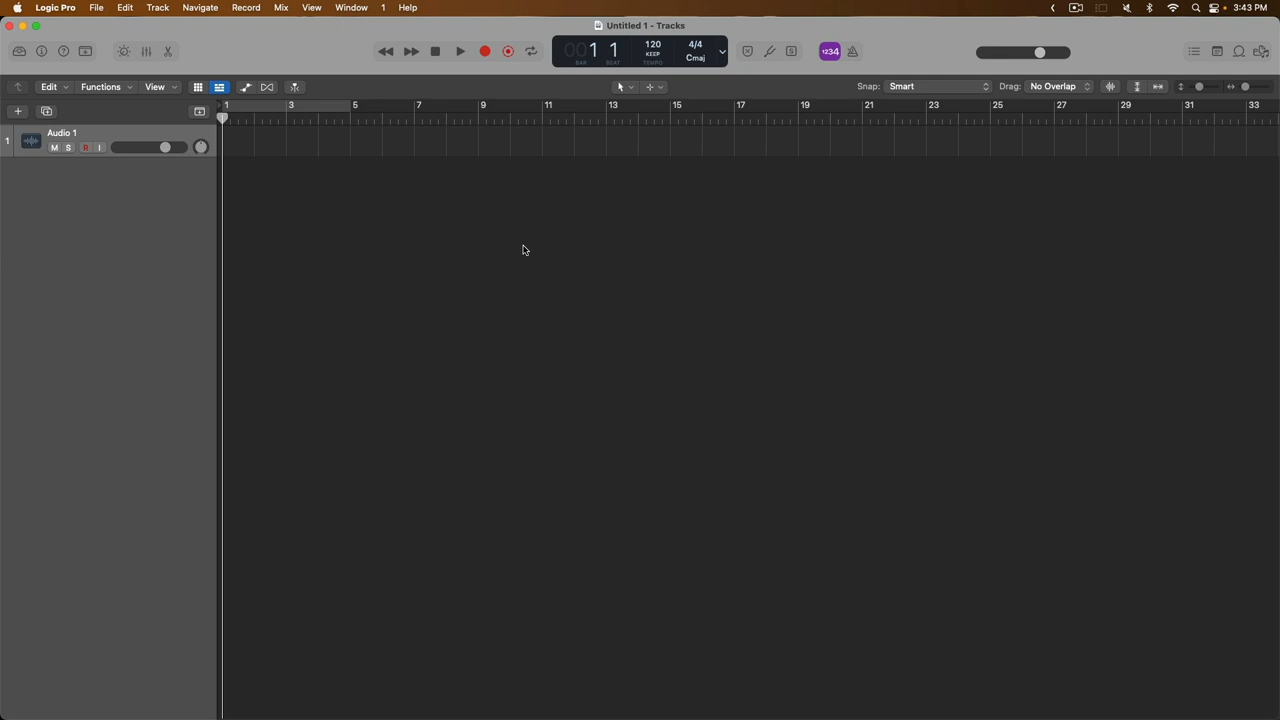 Logic Pro File Edit Track Navigate Record Mix View Window 1 Help 3:43 PM
Untitled 1 - Tracks
001 1 120 4/4
KEEP Cmaj
BAR BEAT TEMPO
1234
Edit Functions View Snap: Smart Drag: No Overlap
1 3 5 7 9 11 13 15 17 19 21 23 25 27 29 31 33
1 Audio 1
M S R I